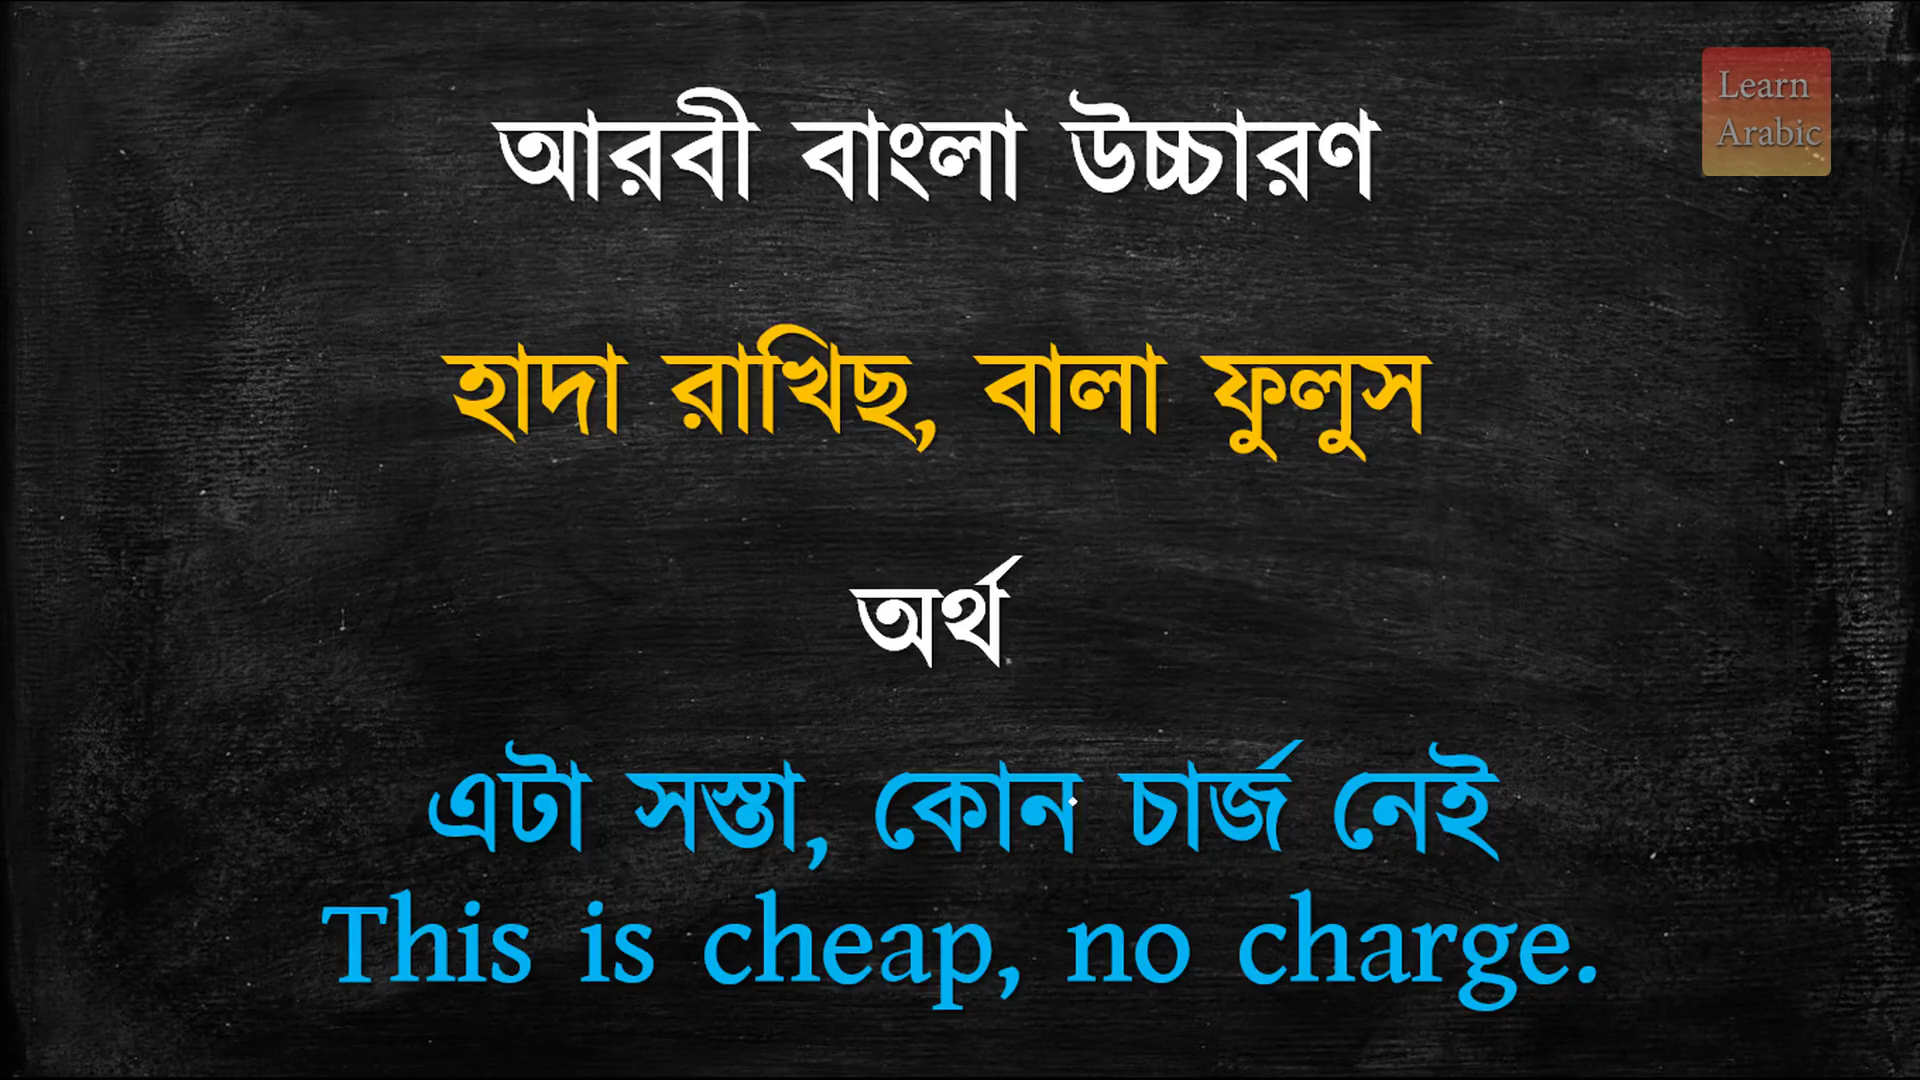 Learn
Arabic
আরবী বাংলা উচ্চারণ
হাদা রাখিছ, বালা ফুলুস
অর্থ
এটা সস্তা, কোন চার্জ নেই
This is cheap, no charge.